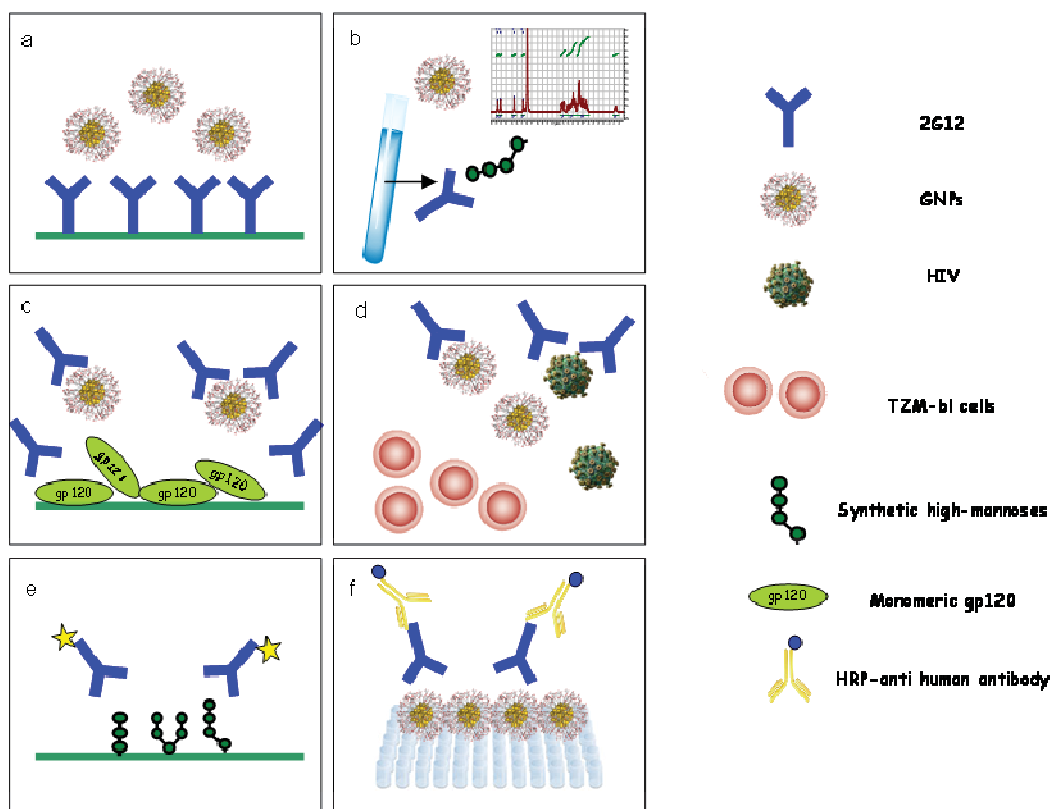 a
b
2G12
GNPs
HIV
c
gp120
gp120
gp120
gp120
d
TZM-bl cells
Synthetic high-mannoses
gp120
Monomeric gp120
HRP-anti human antibody
e
f